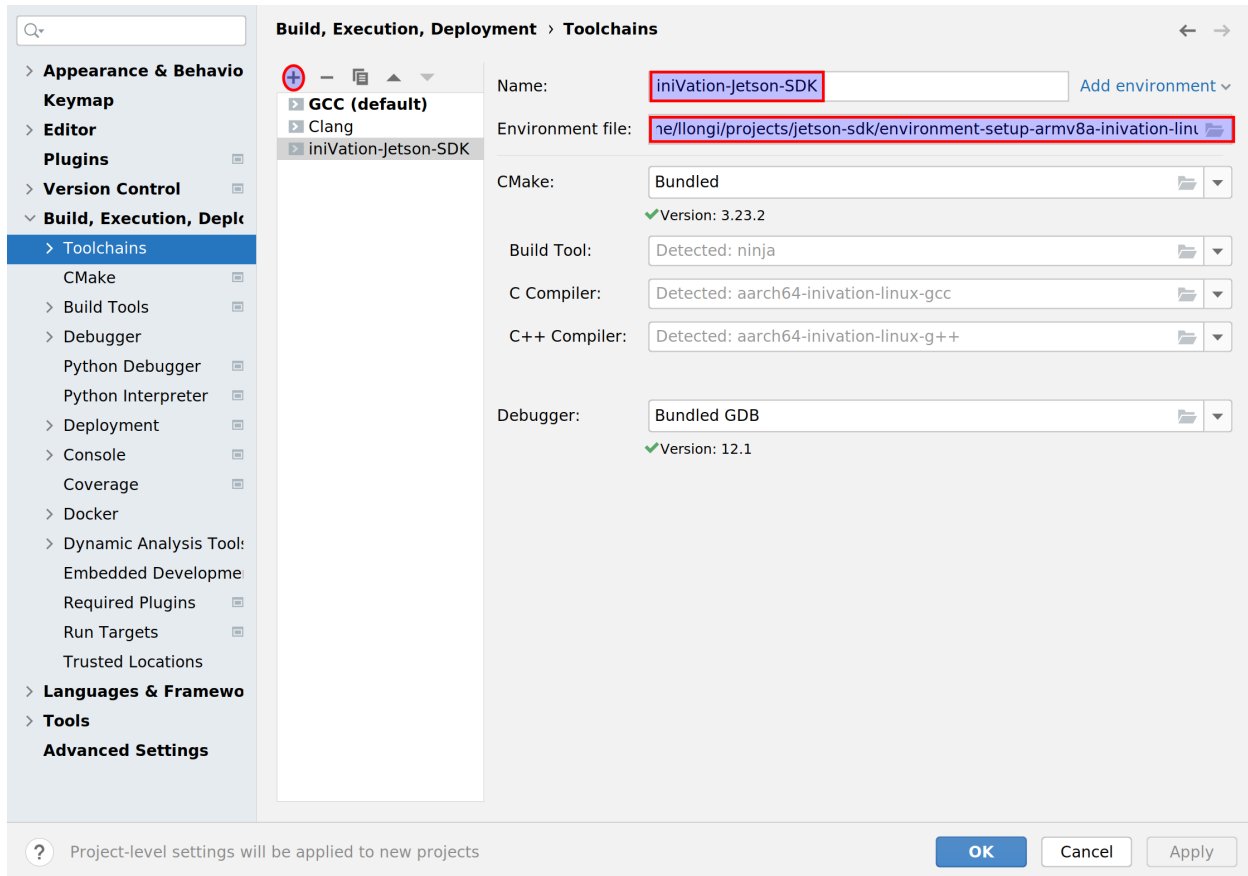 Build, Execution, Deployment › Toolchains
Appearance & Behavio
Keymap
Editor
Plugins
Version Control
Build, Execution, Deplo
Toolchains
CMake
Build Tools
Debugger
Python Debugger
Python Interpreter
Deployment
Console
Coverage
Docker
Dynamic Analysis Tools
Embedded Developme
Required Plugins
Run Targets
Trusted Locations
Languages & Framewo
Tools
Advanced Settings
GCC (default)
Clang
iniVation-Jetson-SDK
Name: iniVation-Jetson-SDK Add environment
Environment file: ne/llongi/projects/jetson-sdk/environment-setup-armv8a-inivation-linu
CMake: Bundled
Version: 3.23.2
Build Tool: Detected: ninja
C Compiler: Detected: aarch64-inivation-linux-gcc
C++ Compiler: Detected: aarch64-inivation-linux-g++
Debugger: Bundled GDB
Version: 12.1
? Project-level settings will be applied to new projects
OK Cancel Apply